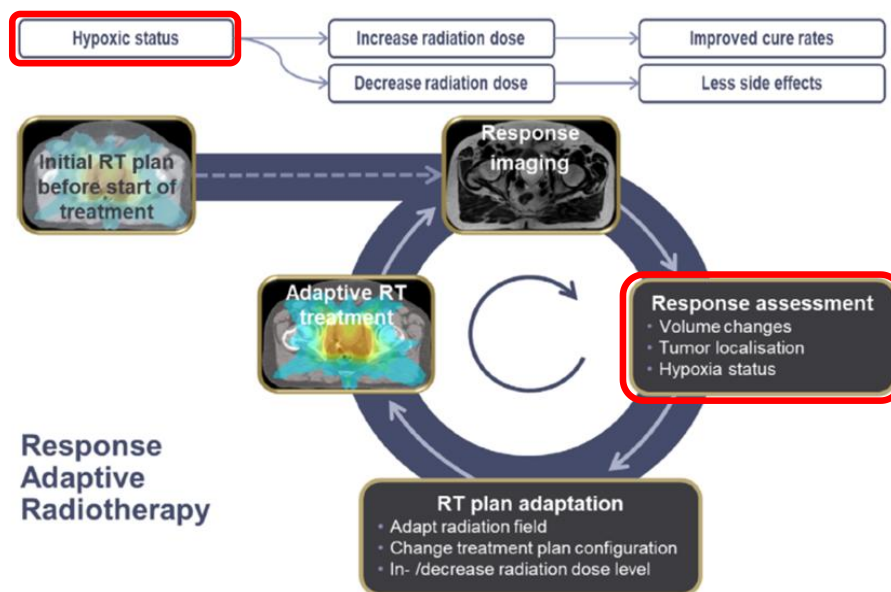 Hypoxic status
Increase radiation dose
Improved cure rates
Decrease radiation dose
Less side effects
Initial RT plan
before start of
treatment
Response
imaging
Response assessment
• Volume changes
• Tumor localisation
• Hypoxia status
Adaptive RT
treatment
RT plan adaptation
• Adapt radiation field
• Change treatment plan configuration
• In- /decrease radiation dose level
Response
Adaptive
Radiotherapy